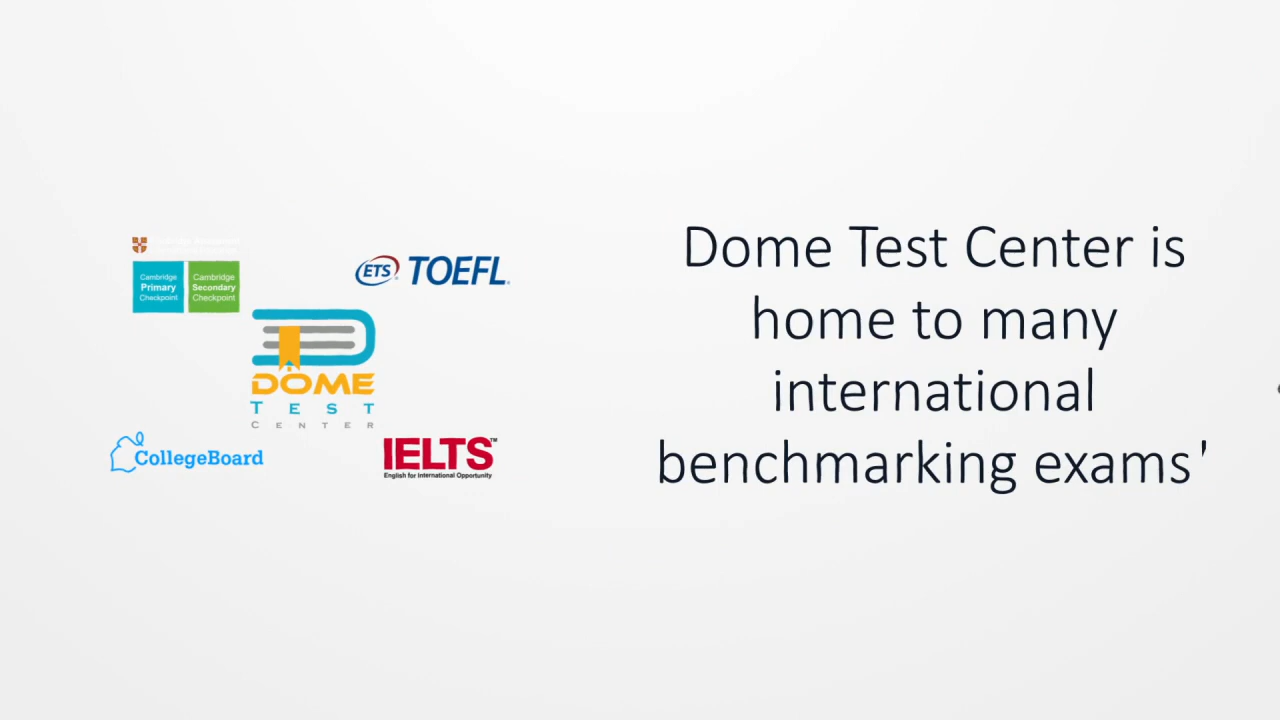 Cambridge
Primary
Checkpoint
Cambridge
Secondary
Checkpoint
ETS TOEFL
DOME
TEST
CENTER
CollegeBoard
IELTS™
English for International Opportunity
Dome Test Center is
home to many
international
benchmarking exams